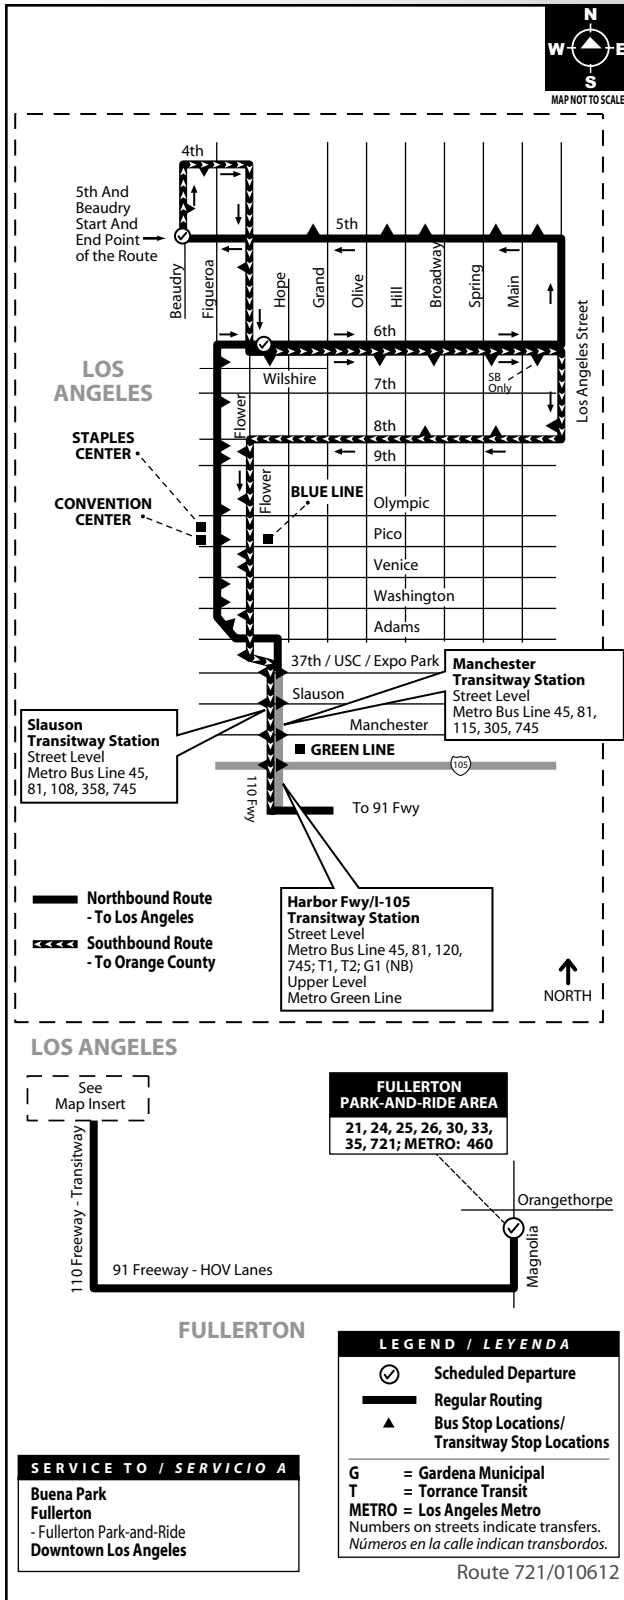 N
W E
S
MAP NOT TO SCALE
4th
5th And
Beaudry
Start And
End Point
of the Route
5th
Beaudry
Figueroa
Hope
Grand
Olive
Hill
Broadway
Spring
Main
Los Angeles Street
6th
LOS
ANGELES
Wilshire
7th
SB
Only
Flower
8th
9th
STAPLES
CENTER
CONVENTION
CENTER
Flower
BLUE LINE
Olympic
Pico
Venice
Washington
Adams
37th / USC / Expo Park
Slauson
Manchester
Manchester
Transitway Station
Street Level
Metro Bus Line 45, 81,
115, 305, 745
Slauson
Transitway Station
Street Level
Metro Bus Line 45,
81, 108, 358, 745
GREEN LINE
105
110 Fwy
To 91 Fwy
Northbound Route
- To Los Angeles
Southbound Route
- To Orange County
Harbor Fwy/I-105
Transitway Station
Street Level
Metro Bus Line 45, 81, 120,
745; T1, T2; G1 (NB)
Upper Level
Metro Green Line
NORTH
LOS ANGELES
See
Map Insert
FULLERTON
PARK-AND-RIDE AREA
21, 24, 25, 26, 30, 33,
35, 721; METRO: 460
110 Freeway - Transitway
Orangethorpe
Magnolia
91 Freeway - HOV Lanes
FULLERTON
LEGEND / LEYENDA
Scheduled Departure
Regular Routing
Bus Stop Locations/
Transitway Stop Locations
G = Gardena Municipal
T = Torrance Transit
METRO = Los Angeles Metro
Numbers on streets indicate transfers.
Números en la calle indican transbordos.
SERVICE TO / SERVICIO A
Buena Park
Fullerton
- Fullerton Park-and-Ride
Downtown Los Angeles
Route 721/010612